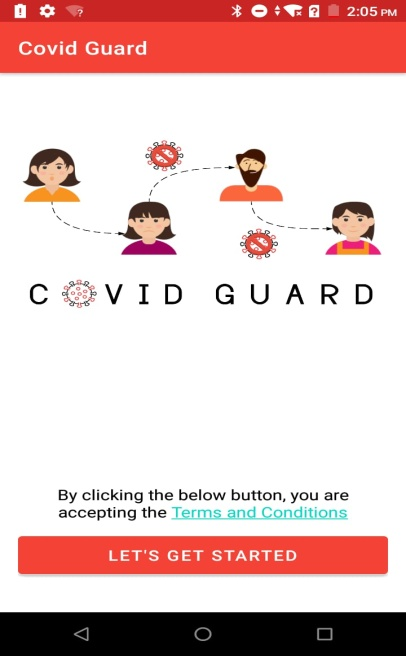 2:05 PM
Covid Guard
COVID GUARD
By clicking the below button, you are
accepting the Terms and Conditions
LET'S GET STARTED